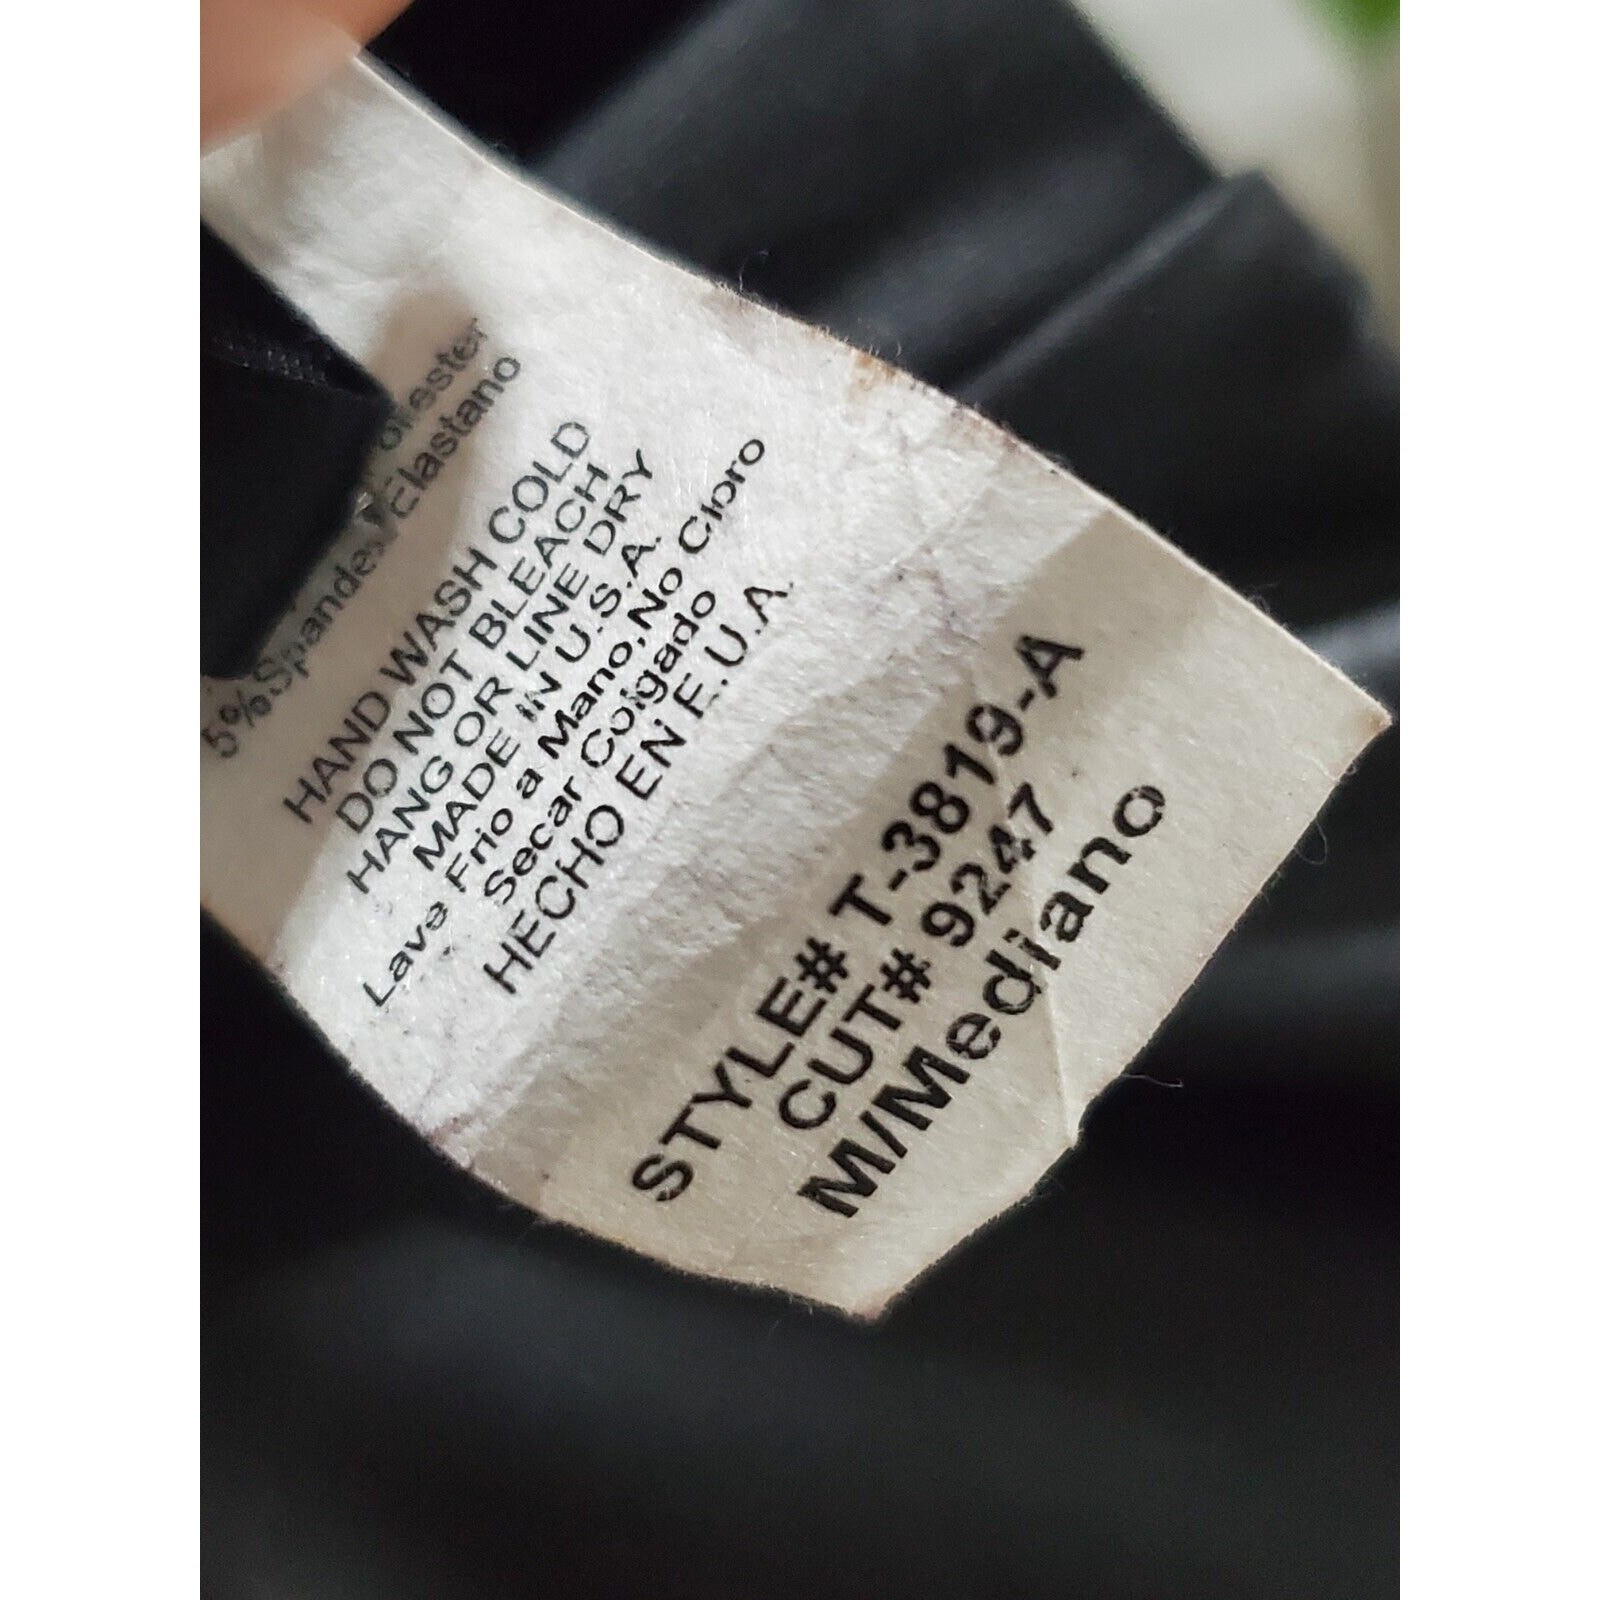 5% Spandex/Elastano
HAND WASH COLD
DO NOT BLEACH
HANG OR LINE DRY
MADE IN U.S.A.
Lave Frio a Mano, No Cloro
Secar Colgado
HECHO EN E.U.A.
STYLE# T-3819-A
CUT# 9247
M/Mediano